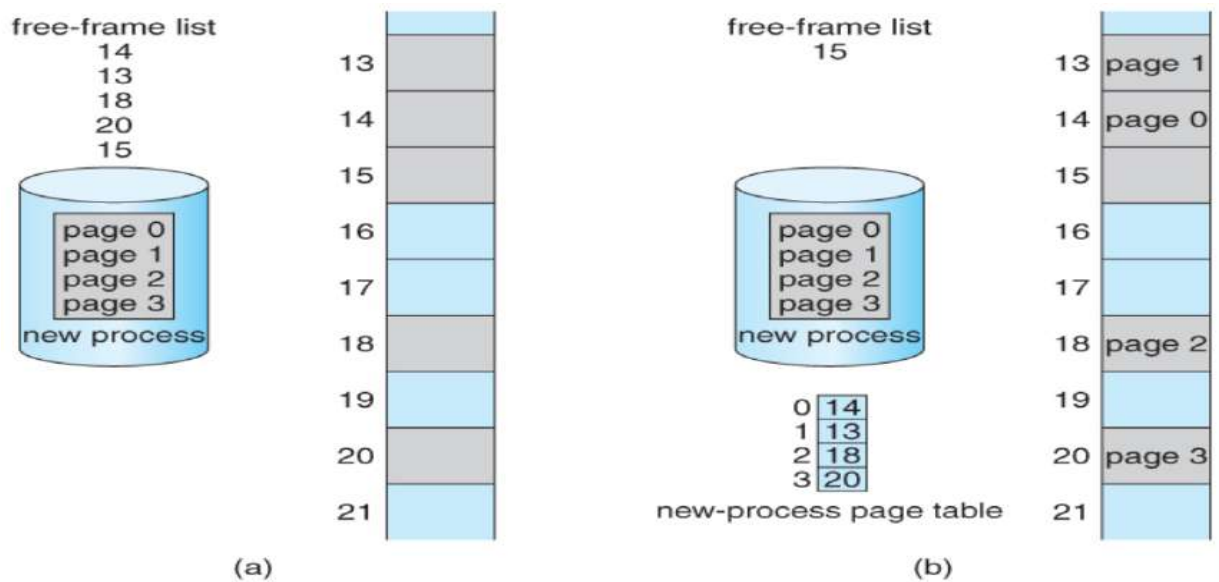 free-frame list
14
13
18
20
15
page 0
page 1
page 2
page 3
new process
13
14
15
16
17
18
19
20
21
(a)
free-frame list
15
page 0
page 1
page 2
page 3
new process
0 14
1 13
2 18
3 20
new-process page table
13 page 1
14 page 0
15
16
17
18 page 2
19
20 page 3
21
(b)